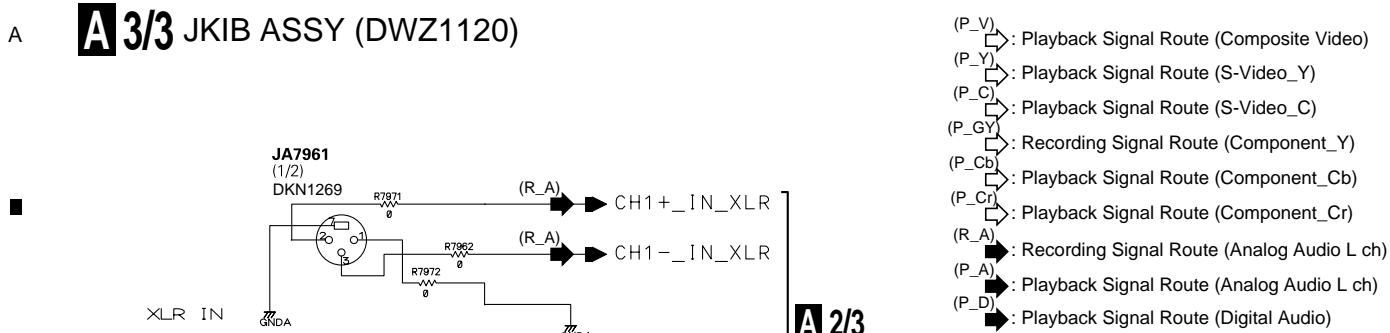 A
A 3/3 JKIB ASSY (DWZ1120)
(P_V)
: Playback Signal Route (Composite Video)
(P_Y)
: Playback Signal Route (S-Video_Y)
(P_C)
: Playback Signal Route (S-Video_C)
(P_GY)
: Recording Signal Route (Component_Y)
(P_Cb)
: Playback Signal Route (Component_Cb)
(P_Cr)
: Playback Signal Route (Component_Cr)
(R_A)
: Recording Signal Route (Analog Audio L ch)
(P_A)
: Playback Signal Route (Analog Audio L ch)
(P_D)
: Playback Signal Route (Digital Audio)
JA7961
(1/2)
DKN1269
R7971
0
(R_A)
CH1+_IN_XLR
2
1
3
R7962
0
(R_A)
CH1-_IN_XLR
R7972
0
XLR IN
GNDA
A 2/3